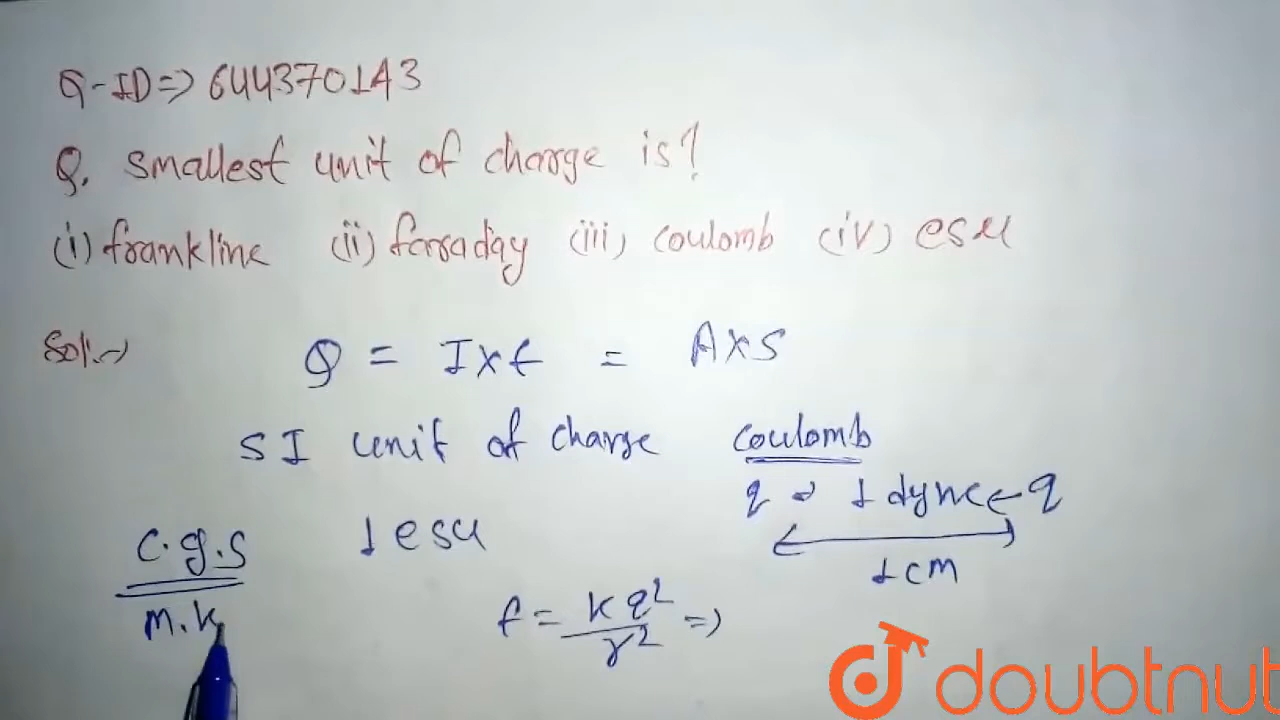 Q-ID=> 644370143
Q. Smallest unit of charge is?
(i) frankline (ii) faraday (iii) coulomb (iv) esu
Sol:→ Q = I×t = A×S
SI unit of charge coulomb
q → 1 dyne ← q
1 cm
C.g.s 1 esu
m.k
f = kq²/r² =>
doubtnut